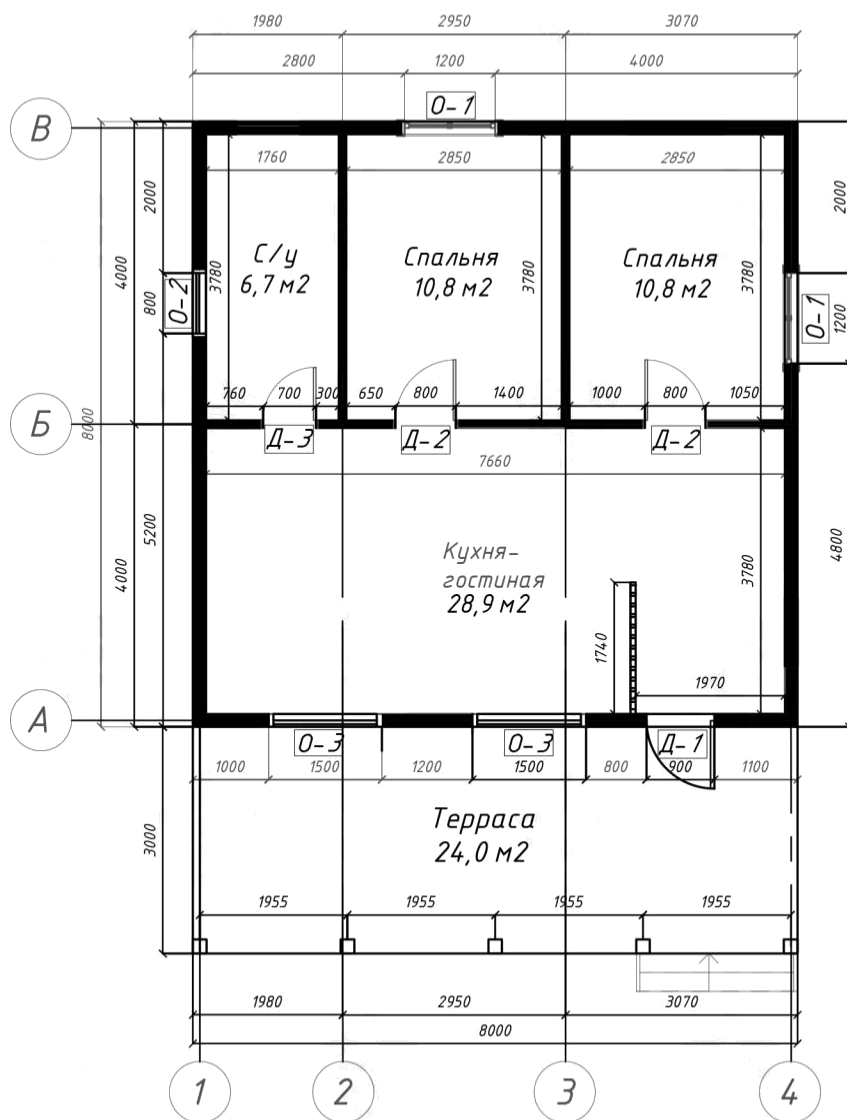 1980 2950 3070
2800 1200 4000
О-1
В
1760 2850 2850
2000 2000
С/у
6,7 м2
Спальня
10,8 м2
Спальня
10,8 м2
3780 3780 3780
4000
О-2
800
О-1
1200
760 700 300 650 800 1400 1000 800 1050
Б
8000
Д-3 Д-2 Д-2
7660
5200
4800
4000
Кухня-
гостиная
28,9 м2
3780
1740
1970
А
О-3 О-3 Д-1
1000 1500 1200 1500 800 900 1100
Терраса
24,0 м2
3000
1955 1955 1955 1955
1980 2950 3070
8000
1 2 3 4